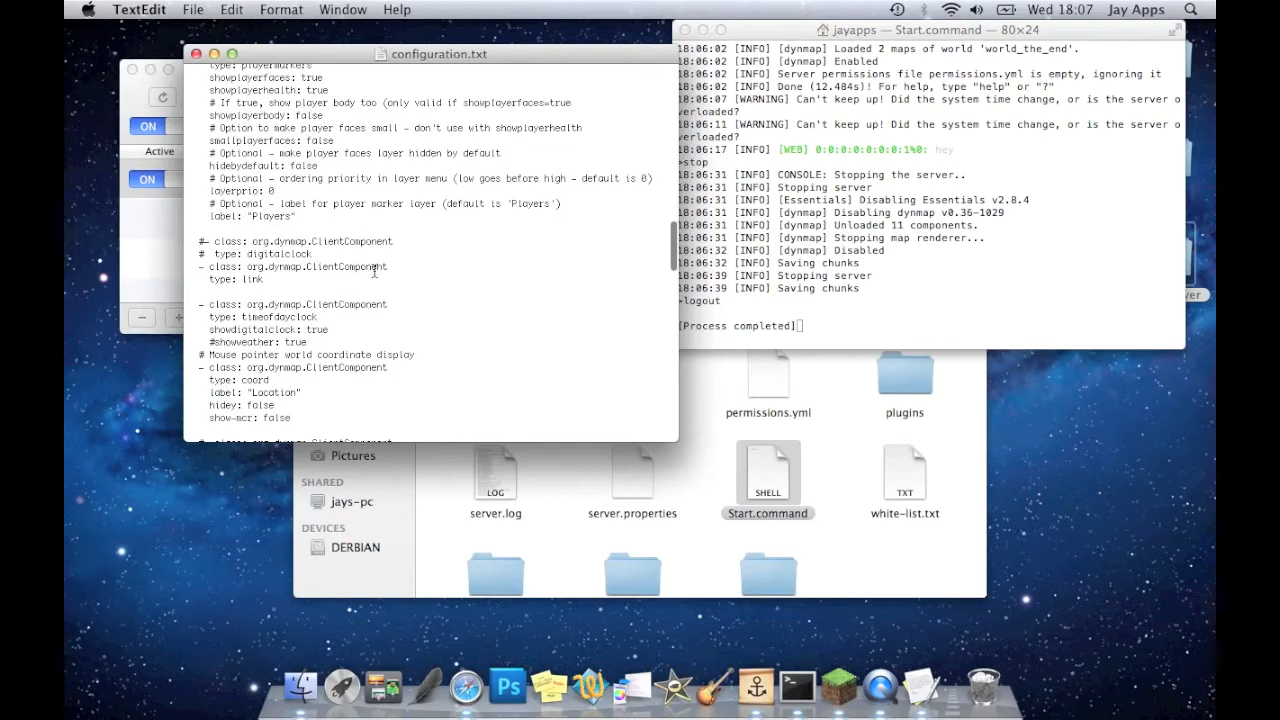 TextEdit File Edit Format Window Help
Wed 18:07 Jay Apps
configuration.txt
type: playermarkers
showplayerfaces: true
showplayerhealth: true
# If true, show player body too (only valid if showplayerfaces=true
showplayerbody: false
# Option to make player faces small - don't use with showplayerhealth
smallplayerfaces: false
# Optional - make player faces layer hidden by default
hidebydefault: false
# Optional - ordering priority in layer menu (low goes before high - default is 0)
layerprio: 0
# Optional - label for player marker layer (default is 'Players')
label: "Players"
#- class: org.dynmap.ClientComponent
# type: digitalclock
- class: org.dynmap.ClientComponent
type: link
- class: org.dynmap.ClientComponent
type: timeofdayclock
showdigitalclock: true
#showweather: true
# Mouse pointer world coordinate display
- class: org.dynmap.ClientComponent
type: coord
label: "Location"
hidey: false
show-mcr: false
#- class: org.dynmap.ClientComponent
ON
Active
ON
jayapps — Start.command — 80×24
18:06:02 [INFO] [dynmap] Loaded 2 maps of world 'world_the_end'.
18:06:02 [INFO] [dynmap] Enabled
18:06:02 [INFO] Server permissions file permissions.yml is empty, ignoring it
18:06:02 [INFO] Done (12.484s)! For help, type "help" or "?"
18:06:07 [WARNING] Can't keep up! Did the system time change, or is the server o
verloaded?
18:06:11 [WARNING] Can't keep up! Did the system time change, or is the server o
verloaded?
18:06:17 [INFO] [WEB] 0:0:0:0:0:0:0:1%0: hey
>stop
18:06:31 [INFO] CONSOLE: Stopping the server..
18:06:31 [INFO] Stopping server
18:06:31 [INFO] [Essentials] Disabling Essentials v2.8.4
18:06:31 [INFO] [dynmap] Disabling dynmap v0.36-1029
18:06:31 [INFO] [dynmap] Unloaded 11 components.
18:06:31 [INFO] [dynmap] Stopping map renderer...
18:06:32 [INFO] [dynmap] Disabled
18:06:32 [INFO] Saving chunks
18:06:39 [INFO] Stopping server
18:06:39 [INFO] Saving chunks
>logout
[Process completed]
ver
permissions.yml
plugins
Pictures
SHARED
jays-pc
DEVICES
DERBIAN
LOG
SHELL
TXT
server.log
server.properties
Start.command
white-list.txt
Ps